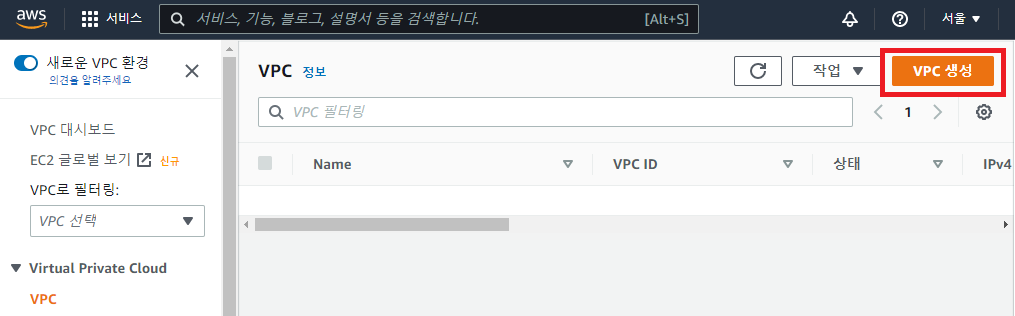 aws 서비스 서비스, 기능, 블로그, 설명서 등을 검색합니다. [Alt+S] 서울
새로운 VPC 환경
의견을 알려주세요
VPC 대시보드
EC2 글로벌 보기 신규
VPC로 필터링:
VPC 선택
Virtual Private Cloud
VPC
VPC 정보 작업 VPC 생성
VPC 필터링 1
Name VPC ID 상태 IPv4